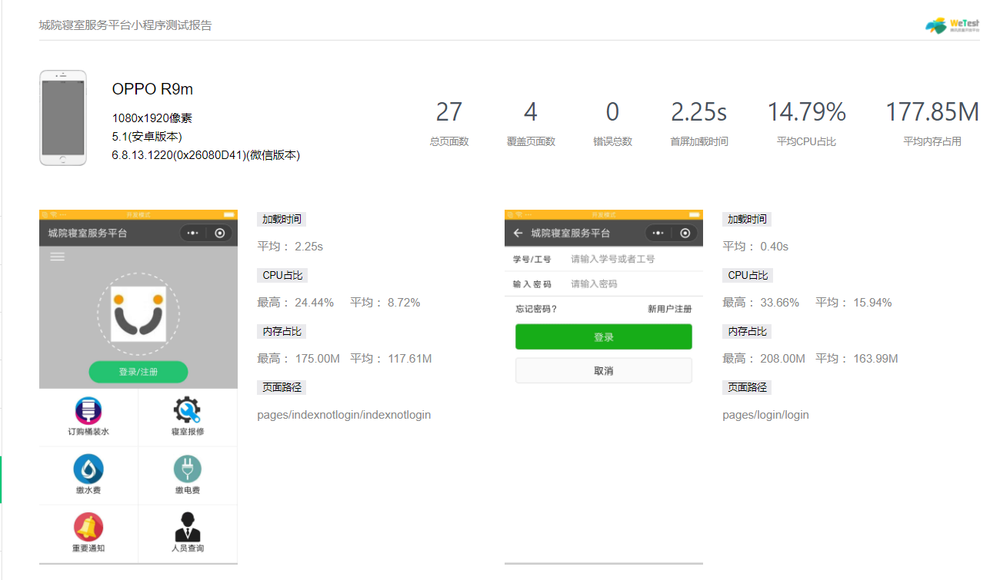 城院寝室服务平台小程序测试报告
WeTest
OPPO R9m
1080x1920像素
5.1(安卓版本)
6.8.13.1220(0x26080D41)(微信版本)
27
总页面数
4
覆盖页面数
0
错误总数
2.25s
首屏加载时间
14.79%
平均CPU占比
177.85M
平均内存占用
开发模式
城院寝室服务平台
登录/注册
订购桶装水
寝室报修
缴水费
缴电费
重要通知
人员查询
加载时间
平均： 2.25s
CPU占比
最高： 24.44% 平均： 8.72%
内存占比
最高： 175.00M 平均： 117.61M
页面路径
pages/indexnotlogin/indexnotlogin
开发模式
城院寝室服务平台
学号/工号 请输入学号或者工号
输入密码 请输入密码
忘记密码? 新用户注册
登录
取消
加载时间
平均： 0.40s
CPU占比
最高： 33.66% 平均： 15.94%
内存占比
最高： 208.00M 平均： 163.99M
页面路径
pages/login/login